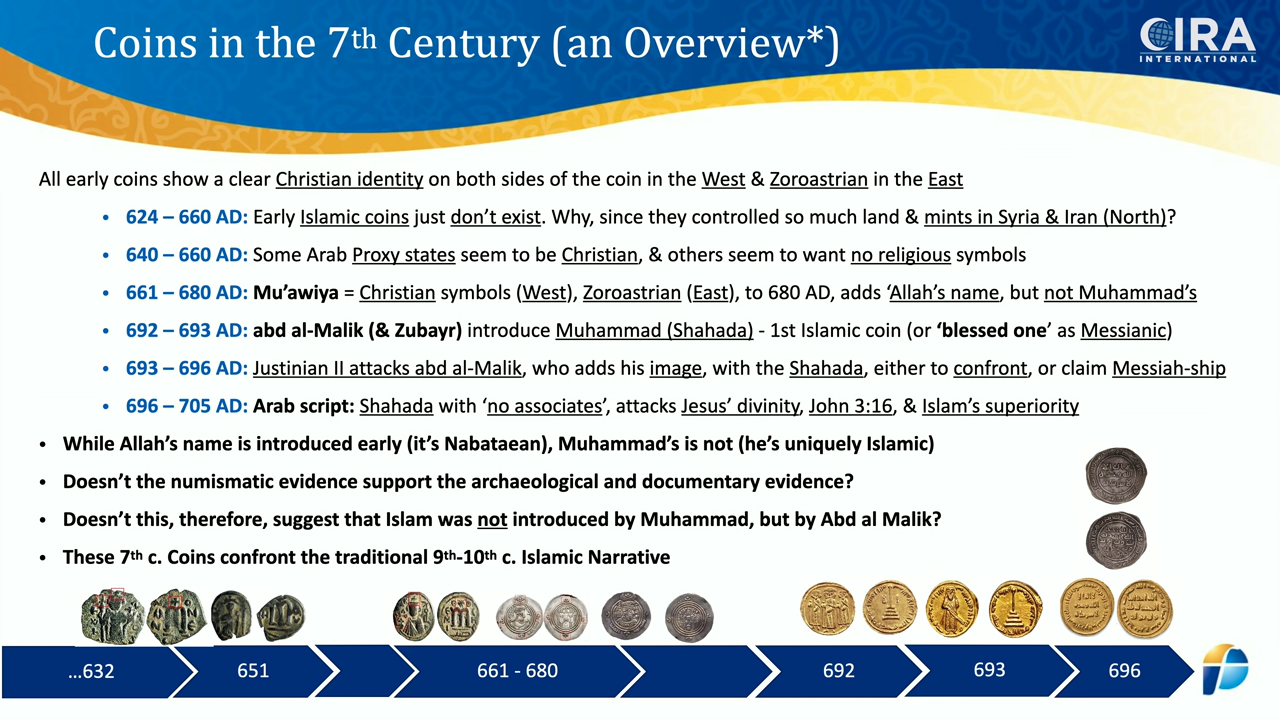 Coins in the 7th Century (an Overview*)
CIRA
INTERNATIONAL
All early coins show a clear Christian identity on both sides of the coin in the West & Zoroastrian in the East
• 624 – 660 AD: Early Islamic coins just don’t exist. Why, since they controlled so much land & mints in Syria & Iran (North)?
• 640 – 660 AD: Some Arab Proxy states seem to be Christian, & others seem to want no religious symbols
• 661 – 680 AD: Mu’awiya = Christian symbols (West), Zoroastrian (East), to 680 AD, adds ‘Allah’s name, but not Muhammad’s
• 692 – 693 AD: abd al-Malik (& Zubayr) introduce Muhammad (Shahada) - 1st Islamic coin (or ‘blessed one’ as Messianic)
• 693 – 696 AD: Justinian II attacks abd al-Malik, who adds his image, with the Shahada, either to confront, or claim Messiah-ship
• 696 – 705 AD: Arab script: Shahada with ‘no associates’, attacks Jesus’ divinity, John 3:16, & Islam’s superiority
• While Allah’s name is introduced early (it’s Nabataean), Muhammad’s is not (he’s uniquely Islamic)
• Doesn’t the numismatic evidence support the archaeological and documentary evidence?
• Doesn’t this, therefore, suggest that Islam was not introduced by Muhammad, but by Abd al Malik?
• These 7th c. Coins confront the traditional 9th-10th c. Islamic Narrative
...632
651
661 - 680
692
693
696